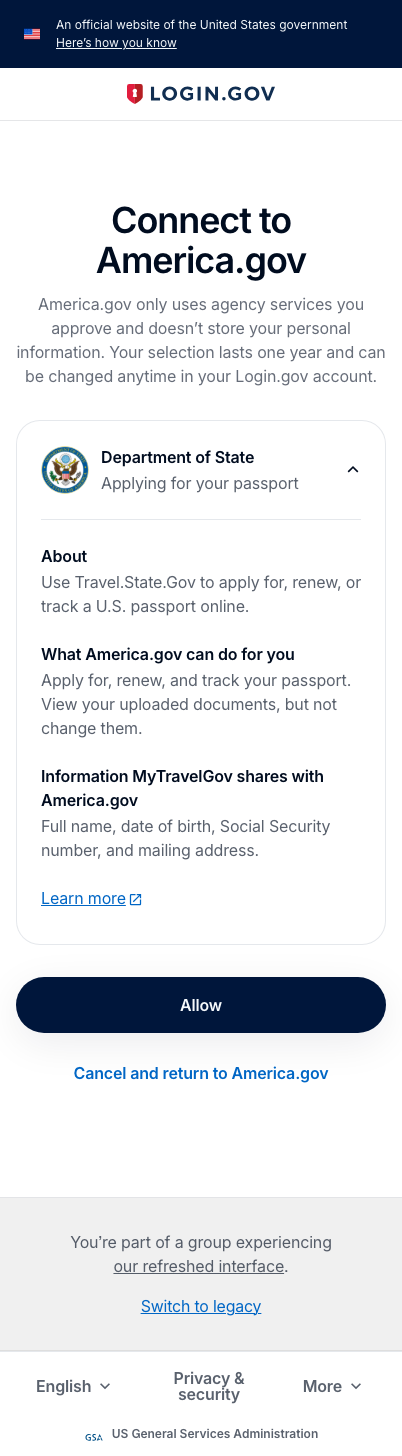 An official website of the United States government
Here’s how you know
LOGIN.GOV
Connect to
America.gov
America.gov only uses agency services you
approve and doesn’t store your personal
information. Your selection lasts one year and can
be changed anytime in your Login.gov account.
Department of State
Applying for your passport
About
Use Travel.State.Gov to apply for, renew, or
track a U.S. passport online.
What America.gov can do for you
Apply for, renew, and track your passport.
View your uploaded documents, but not
change them.
Information MyTravelGov shares with
America.gov
Full name, date of birth, Social Security
number, and mailing address.
Learn more
Allow
Cancel and return to America.gov
You’re part of a group experiencing
our refreshed interface.
Switch to legacy
English
Privacy &
security
More
GSA US General Services Administration